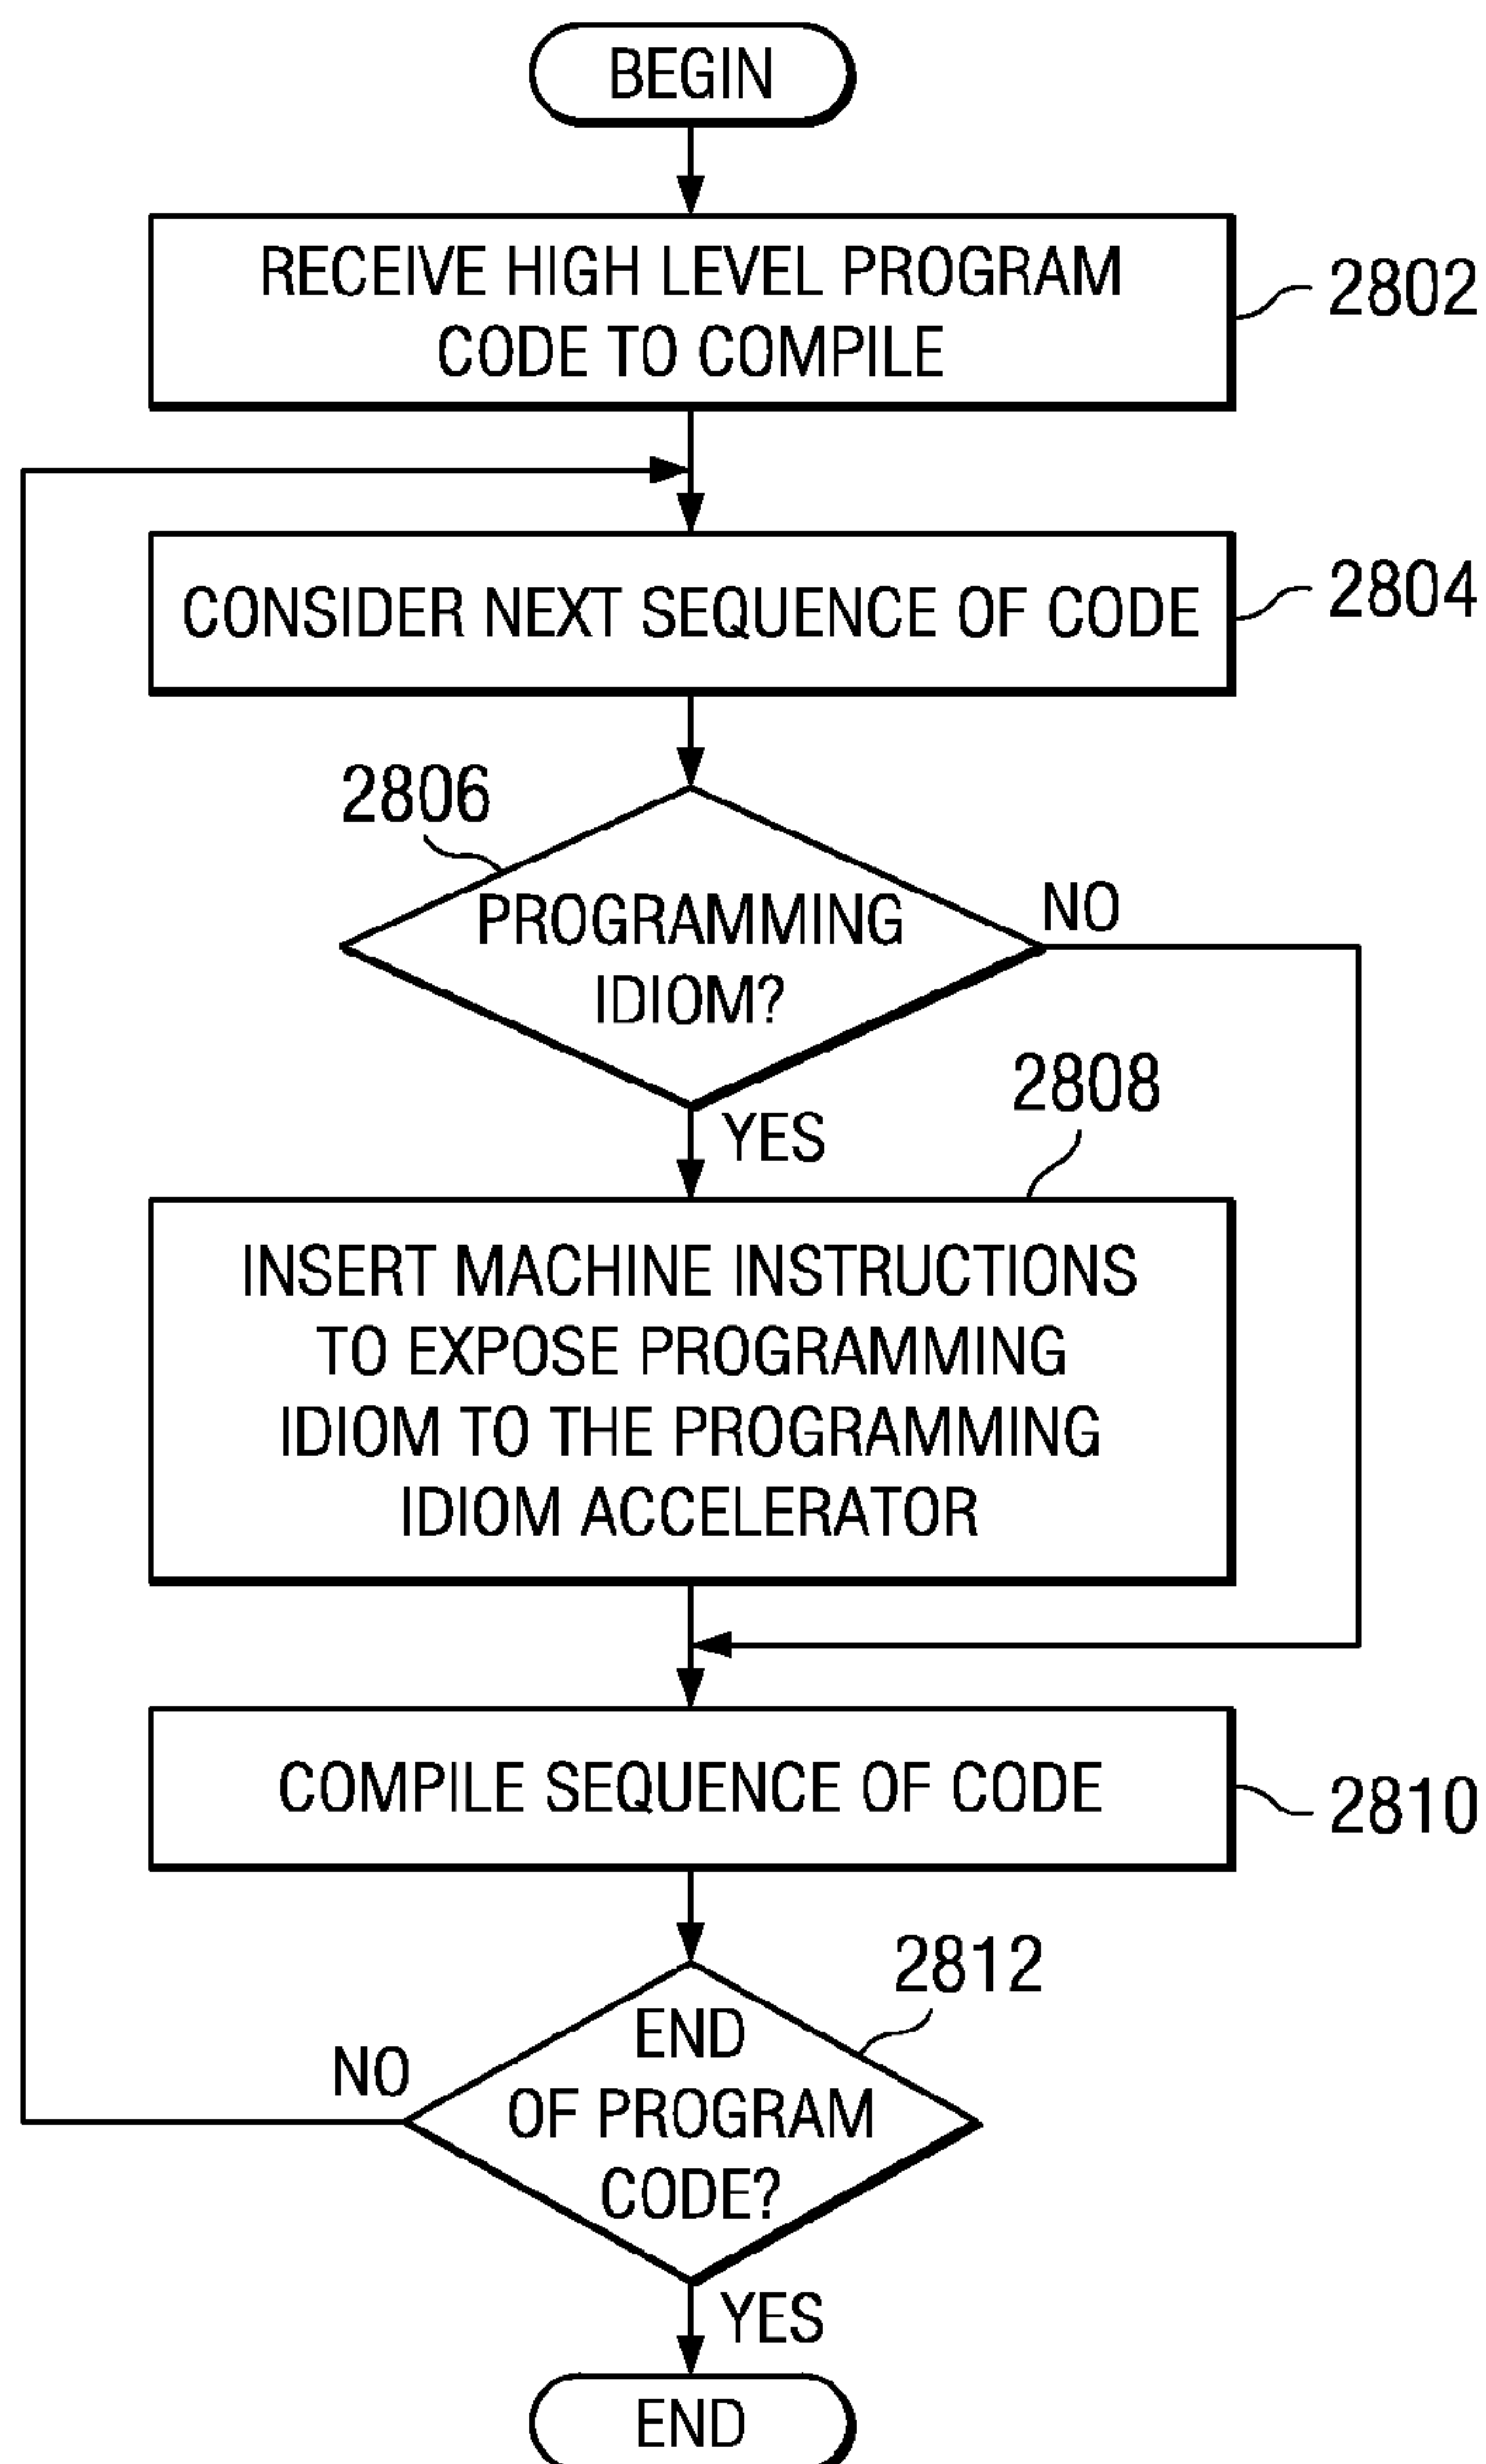 BEGIN
RECEIVE HIGH LEVEL PROGRAM
CODE TO COMPILE
2802
CONSIDER NEXT SEQUENCE OF CODE
2804
2806
PROGRAMMING
IDIOM?
NO
YES
2808
INSERT MACHINE INSTRUCTIONS
TO EXPOSE PROGRAMMING
IDIOM TO THE PROGRAMMING
IDIOM ACCELERATOR
COMPILE SEQUENCE OF CODE
2810
2812
END
OF PROGRAM
CODE?
NO
YES
END